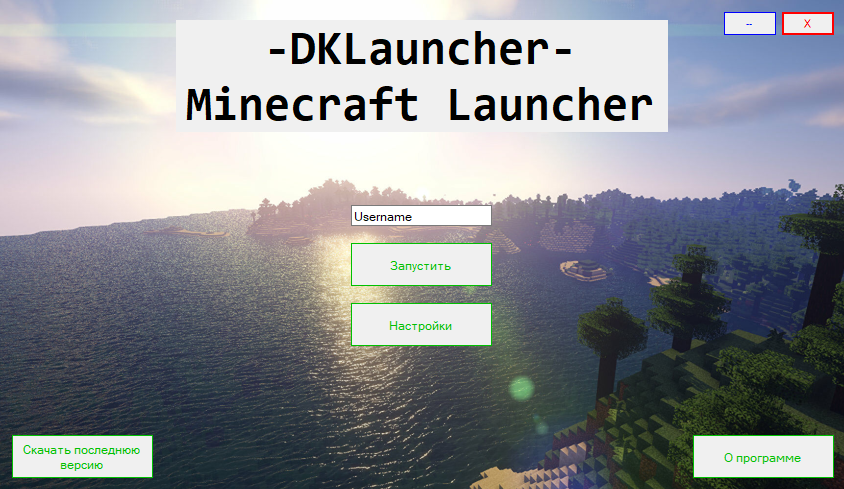 --
X
-DKLauncher-
Minecraft Launcher
Username
Запустить
Настройки
Скачать последнюю
версию
О программе